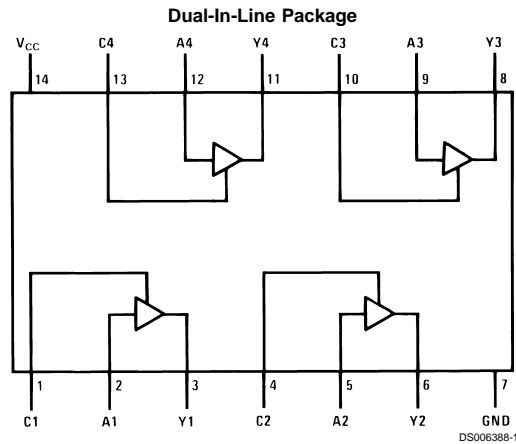 Dual-In-Line Package
VCC C4 A4 Y4 C3 A3 Y3
14 13 12 11 10 9 8
1 2 3 4 5 6 7
C1 A1 Y1 C2 A2 Y2 GND
DS006388-1